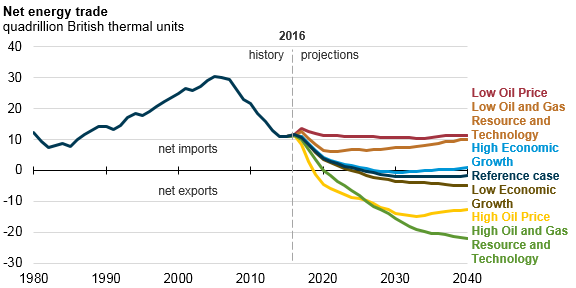 Net energy trade
quadrillion British thermal units
2016
history
projections
40
30
20
10
0
-10
-20
-30
net imports
net exports
1980
1990
2000
2010
2020
2030
2040
Low Oil Price
Low Oil and Gas
Resource and
Technology
High Economic
Growth
Reference case
Low Economic
Growth
High Oil Price
High Oil and Gas
Resource and
Technology